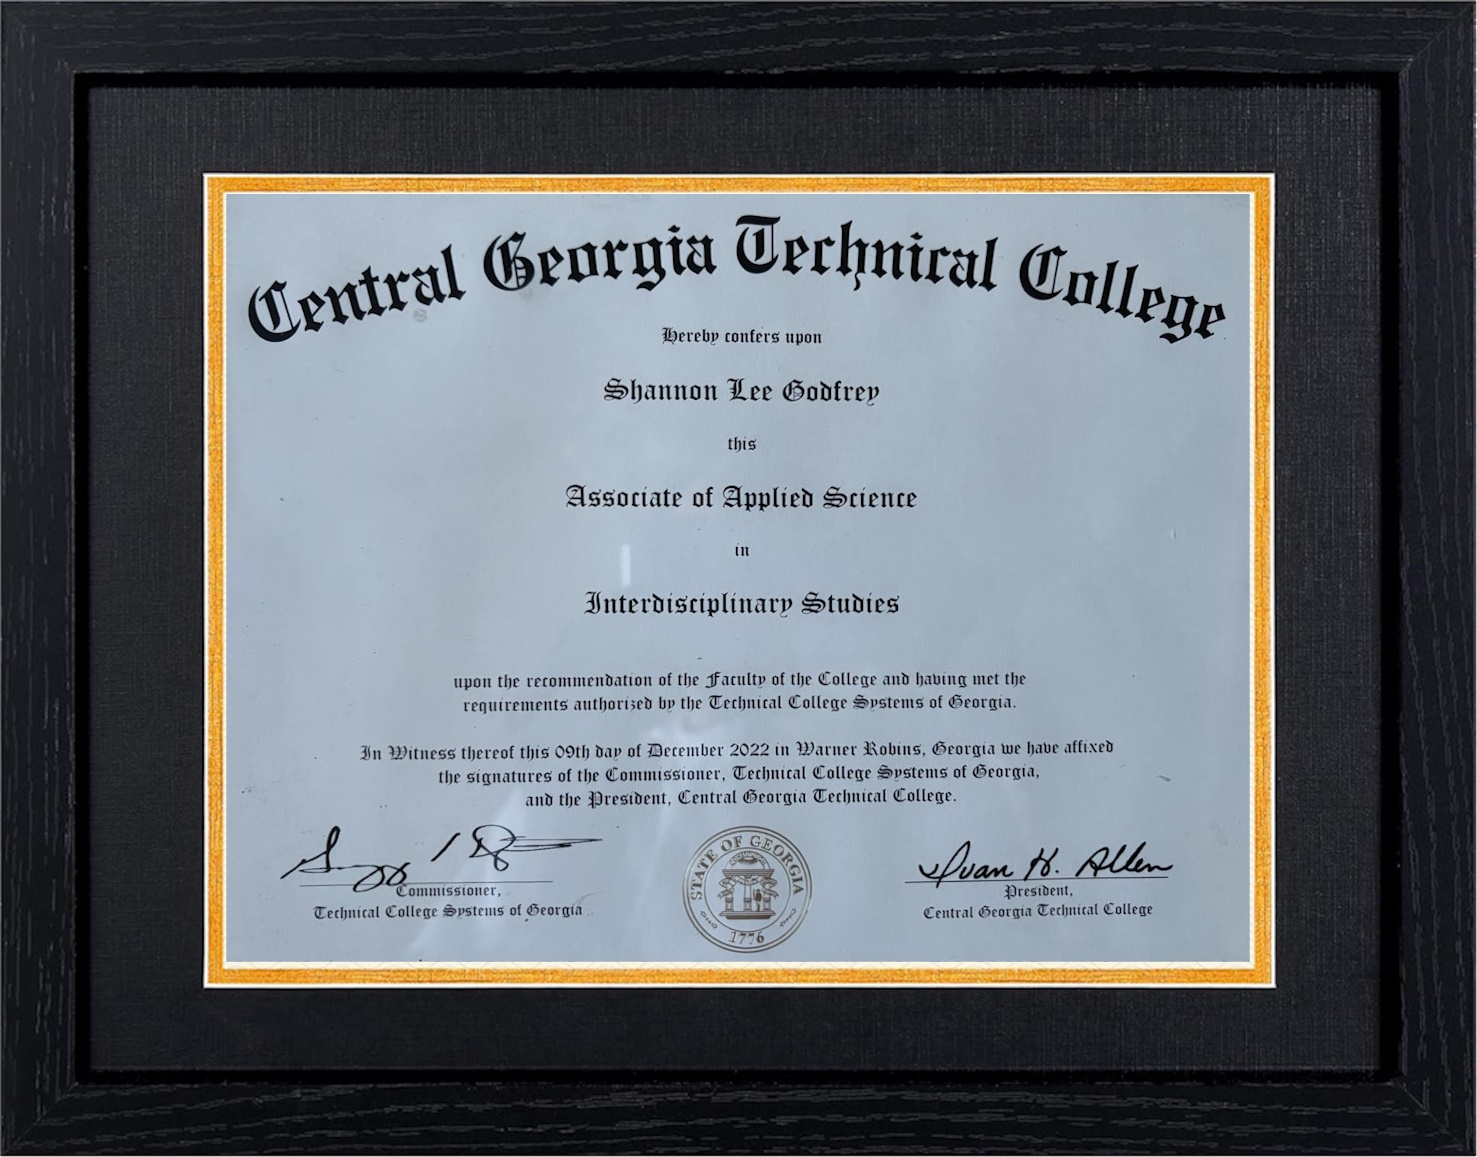 Central Georgia Technical College
Hereby confers upon
Shannon Lee Godfrey
this
Associate of Applied Science
in
Interdisciplinary Studies
upon the recommendation of the Faculty of the College and having met the
requirements authorized by the Technical College Systems of Georgia.
In Witness thereof this 09th day of December 2022 in Warner Robins, Georgia we have affixed
the signatures of the Commissioner, Technical College Systems of Georgia,
and the President, Central Georgia Technical College.
Commissioner,
Technical College Systems of Georgia
STATE OF GEORGIA
1776
Ivan H. Allen
President,
Central Georgia Technical College